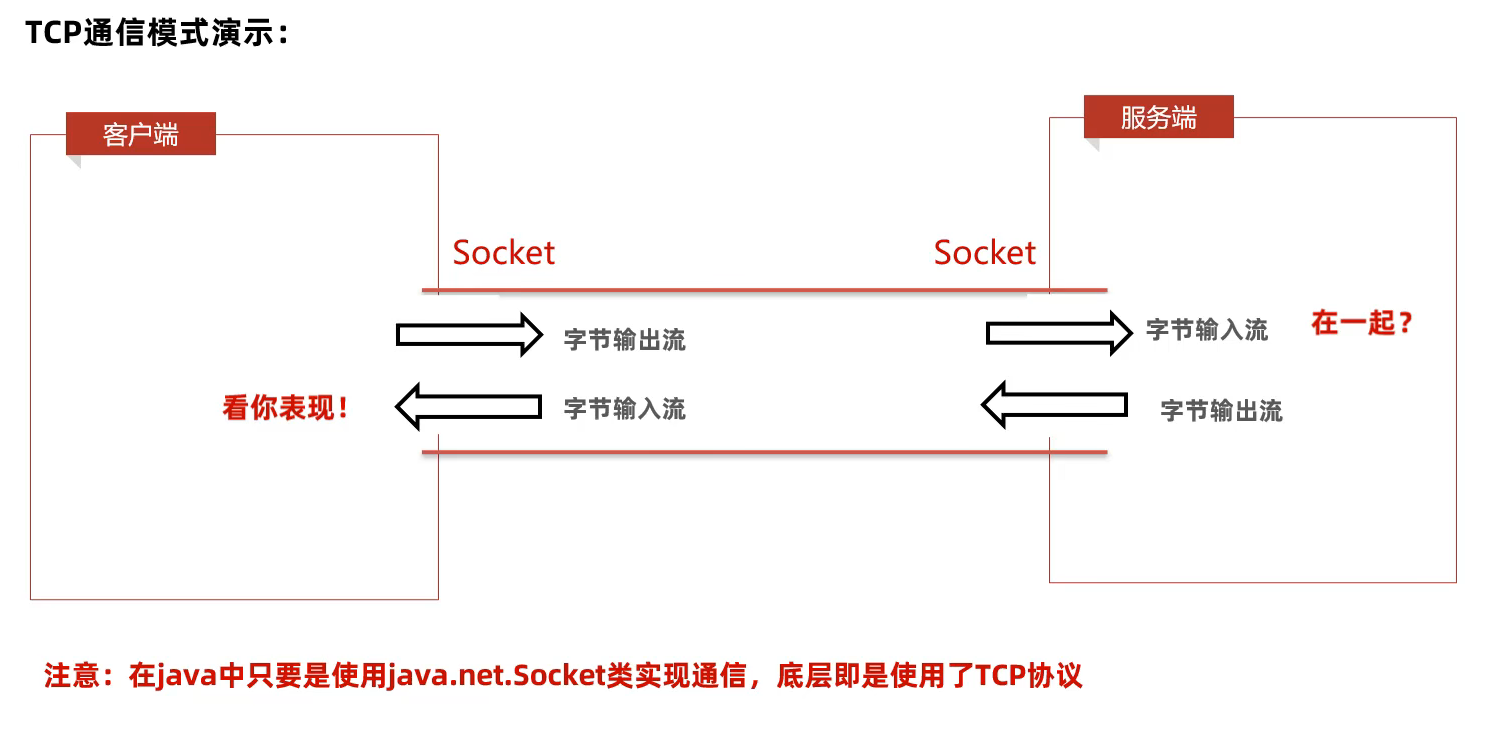 TCP通信模式演示：
客户端
服务端
Socket
Socket
字节输出流
字节输入流
在一起？
看你表现！
字节输入流
字节输出流
注意：在java中只要是使用java.net.Socket类实现通信，底层即是使用了TCP协议